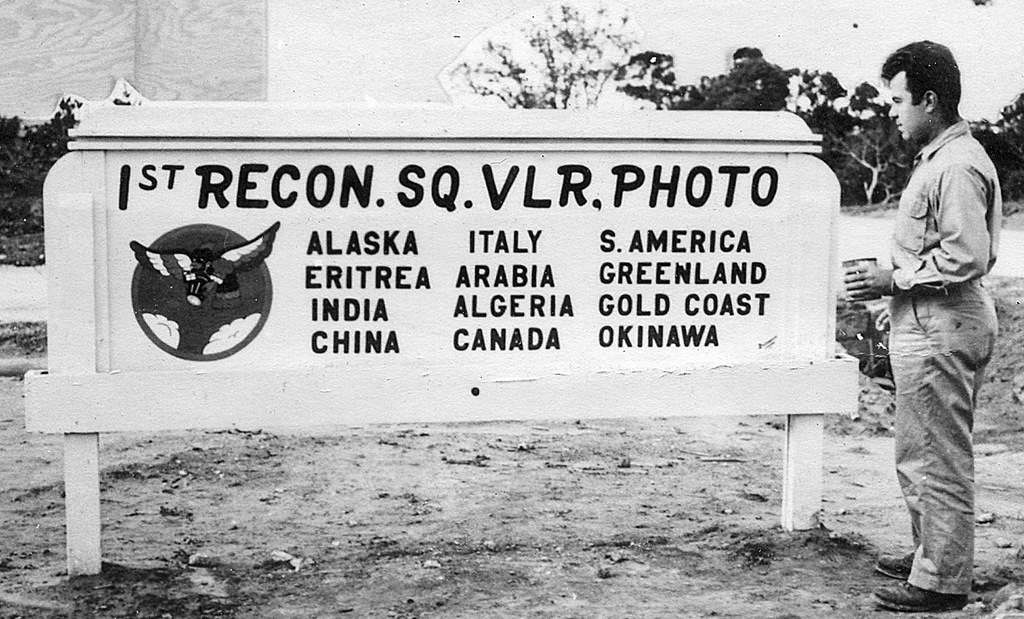 1ST RECON. SQ. VLR, PHOTO
ALASKA ITALY S. AMERICA
ERITREA ARABIA GREENLAND
INDIA ALGERIA GOLD COAST
CHINA CANADA OKINAWA